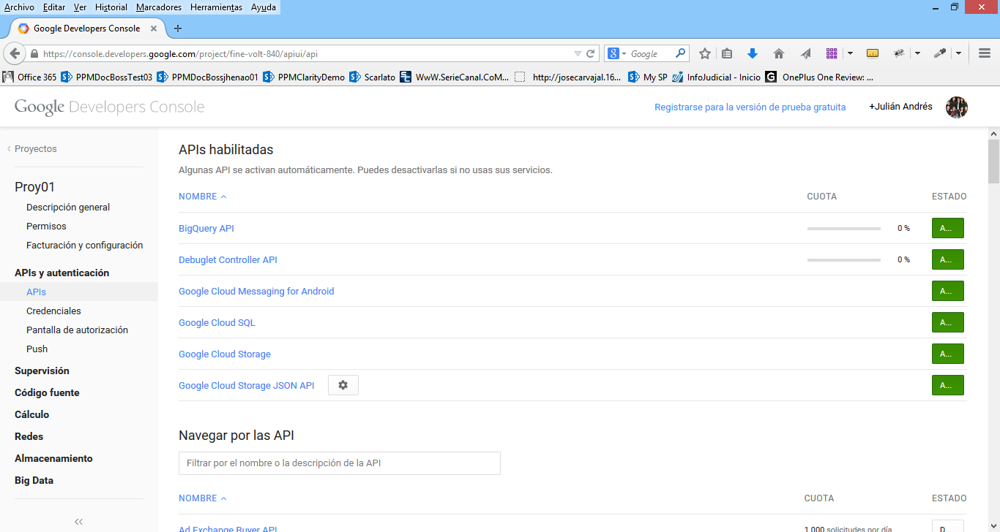 Archivo Editar Ver Historial Marcadores Herramientas Ayuda
Google Developers Console
https://console.developers.google.com/project/fine-volt-840/apiui/api
Google
Office 365 PPMDocBossTest03 PPMDocBossjhenao01 PPMClarityDemo Scarlato WwW.SerieCanal.CoM... http://josecarvajal.16... My SP InfoJudicial - Inicio OnePlus One Review: ...
Google Developers Console
Registrarse para la versión de prueba gratuita +Julián Andrés
Proyectos
Proy01
Descripción general
Permisos
Facturación y configuración
APIs y autenticación
APIs
Credenciales
Pantalla de autorización
Push
Supervisión
Código fuente
Cálculo
Redes
Almacenamiento
Big Data
APIs habilitadas
Algunas API se activan automáticamente. Puedes desactivarlas si no usas sus servicios.
NOMBRE CUOTA ESTADO
BigQuery API 0 % A...
Debuglet Controller API 0 % A...
Google Cloud Messaging for Android A...
Google Cloud SQL A...
Google Cloud Storage A...
Google Cloud Storage JSON API A...
Navegar por las API
Filtrar por el nombre o la descripción de la API
NOMBRE CUOTA ESTADO
Ad Exchange Buyer API 1.000 solicitudes por día D...